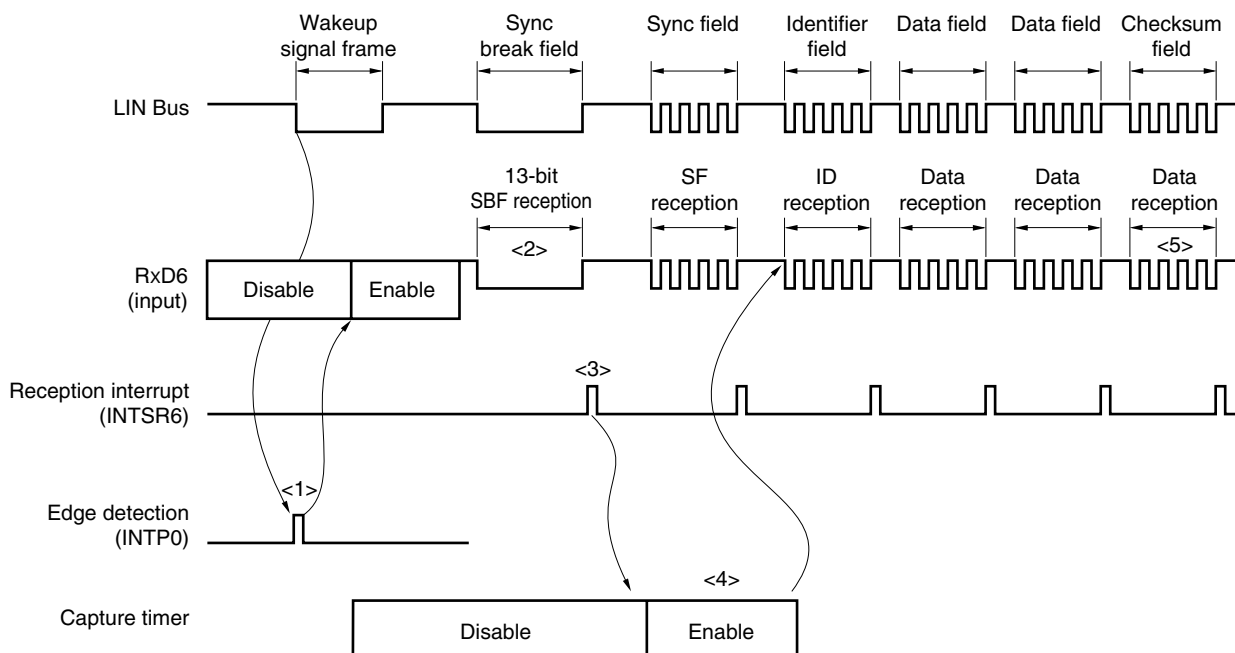 Wakeup
signal frame
Sync
break field
Sync field
Identifier
field
Data field
Data field
Checksum
field
LIN Bus
13-bit
SBF reception
SF
reception
ID
reception
Data
reception
Data
reception
Data
reception
<2>
<5>
RxD6
(input)
Disable
Enable
Reception interrupt
(INTSR6)
<3>
Edge detection
(INTP0)
<1>
Capture timer
Disable
Enable
<4>